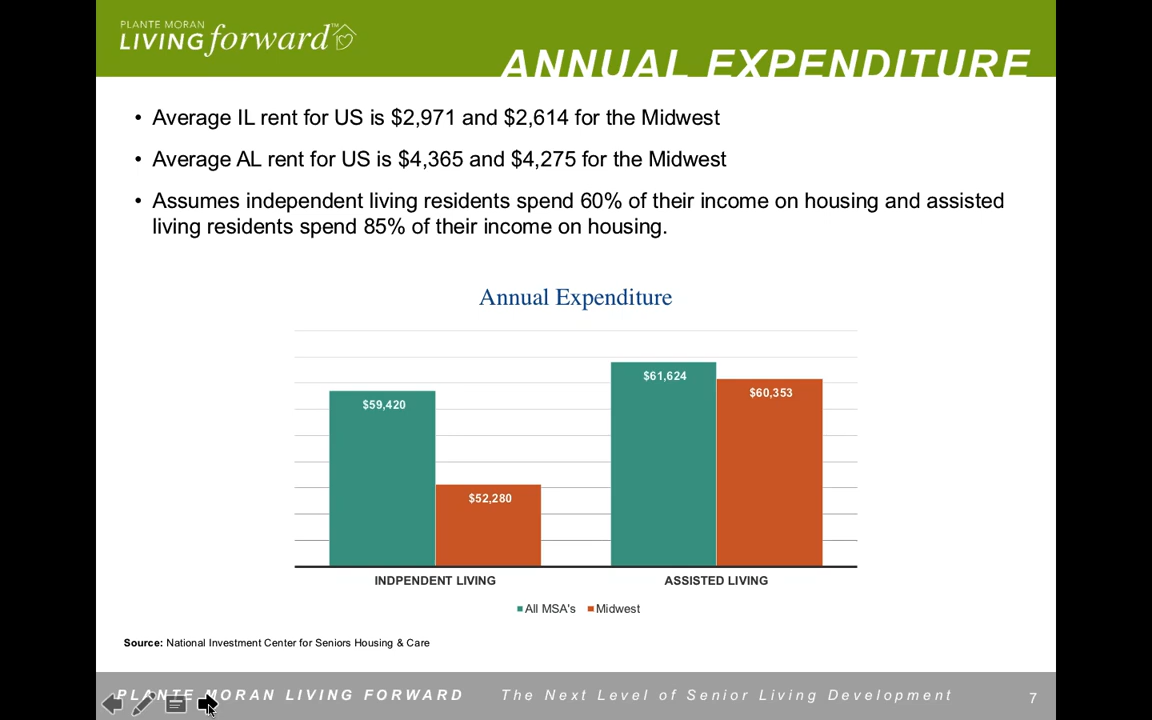 PLANTE MORAN
LIVING forward™
ANNUAL EXPENDITURE
• Average IL rent for US is $2,971 and $2,614 for the Midwest
• Average AL rent for US is $4,365 and $4,275 for the Midwest
• Assumes independent living residents spend 60% of their income on housing and assisted
living residents spend 85% of their income on housing.
Annual Expenditure
$59,420
$52,280
$61,624
$60,353
INDPENDENT LIVING
ASSISTED LIVING
All MSA's Midwest
Source: National Investment Center for Seniors Housing & Care
PLANTE MORAN LIVING FORWARD The Next Level of Senior Living Development 7